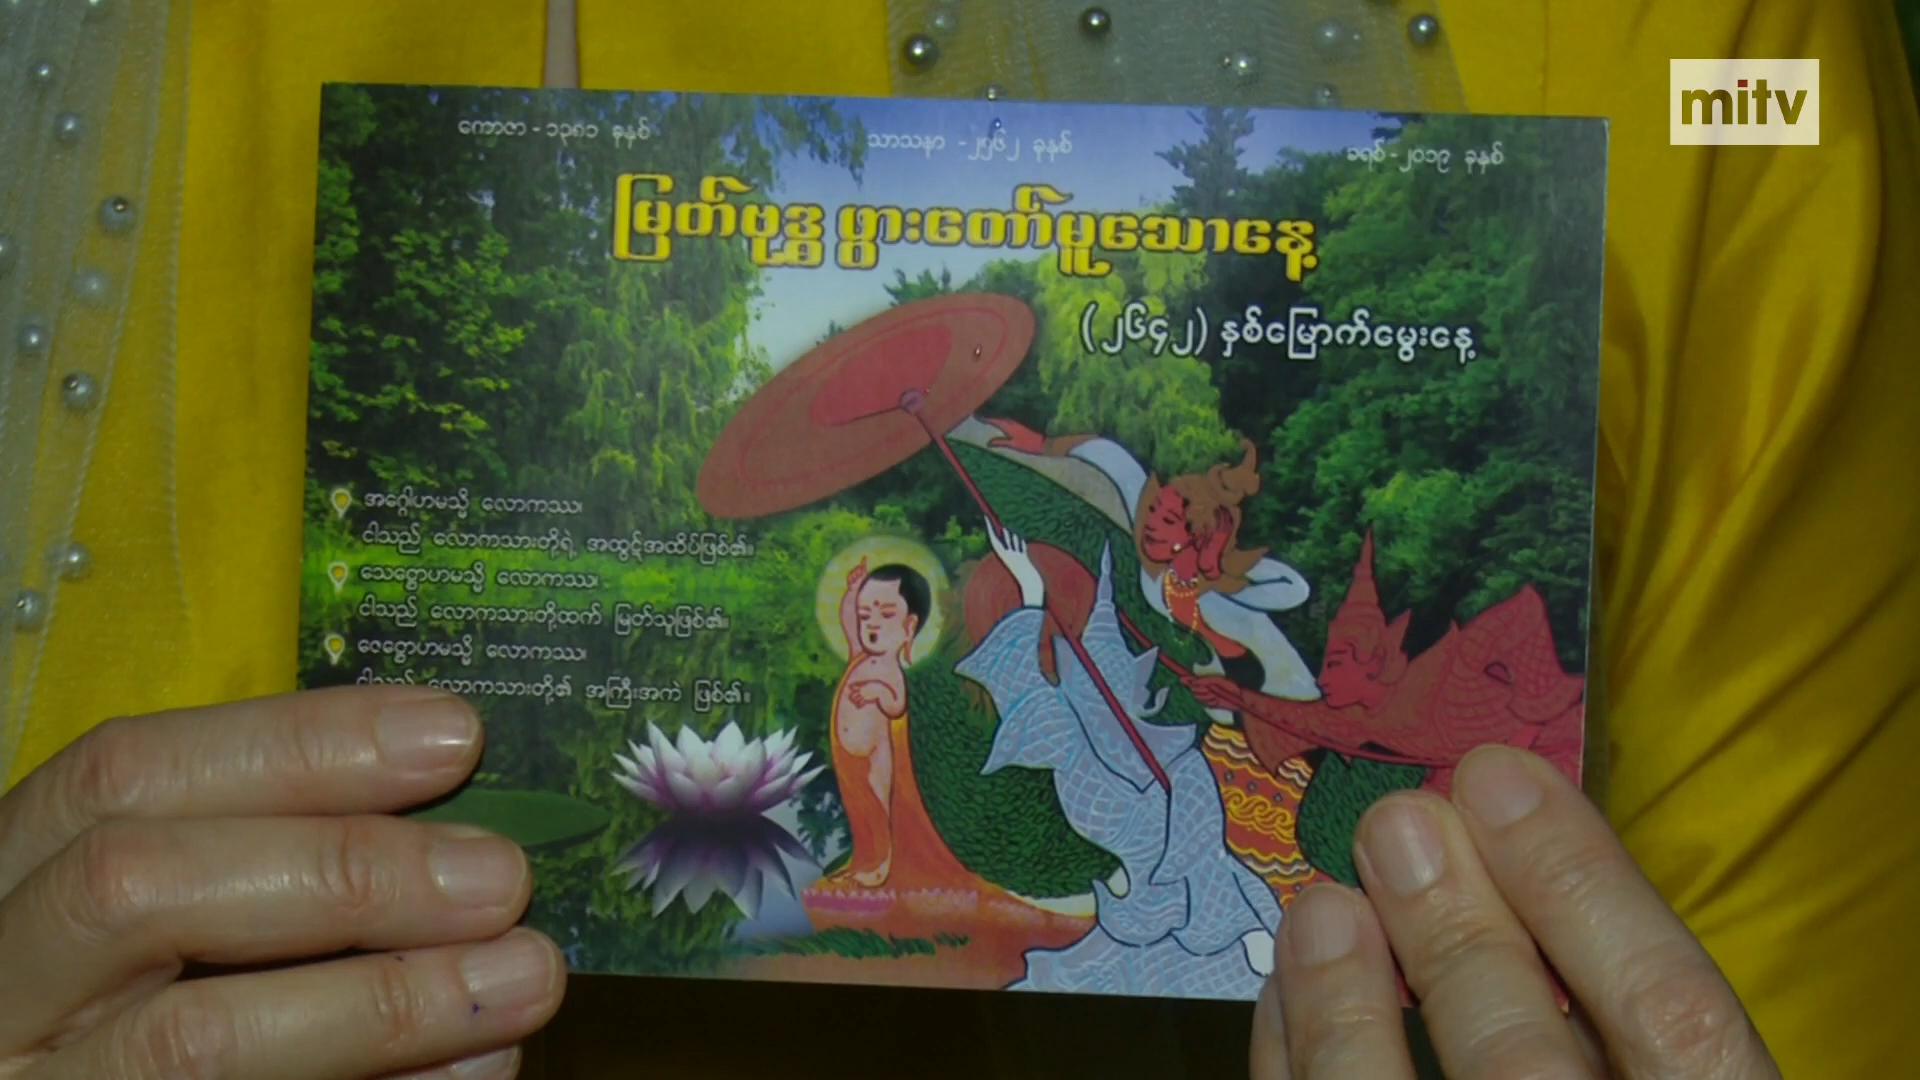 mitv
ကောဇာ - ၁၃၈၁ ခုနှစ်
သာသနာ - ၂၅၆၂ ခုနှစ်
ခရစ် - ၂၀၁၉ ခုနှစ်
မြတ်ဗုဒ္ဓ ဖွားတော်မူသောနေ့
(၂၆၄၂) နှစ်မြောက်မွေးနေ့
အဂ္ဂေါဟမသ္မိ လောကဿ၊
ငါသည် လောကသားတို့ရဲ့ အထွဋ်အထိပ်ဖြစ်၏။
သေဋ္ဌောဟမသ္မိ လောကဿ၊
ငါသည် လောကသားတို့ထက် မြတ်သူဖြစ်၏။
ဇေဋ္ဌောဟမသ္မိ လောကဿ၊
ငါသည် လောကသားတို့၏ အကြီးအကဲ ဖြစ်၏။